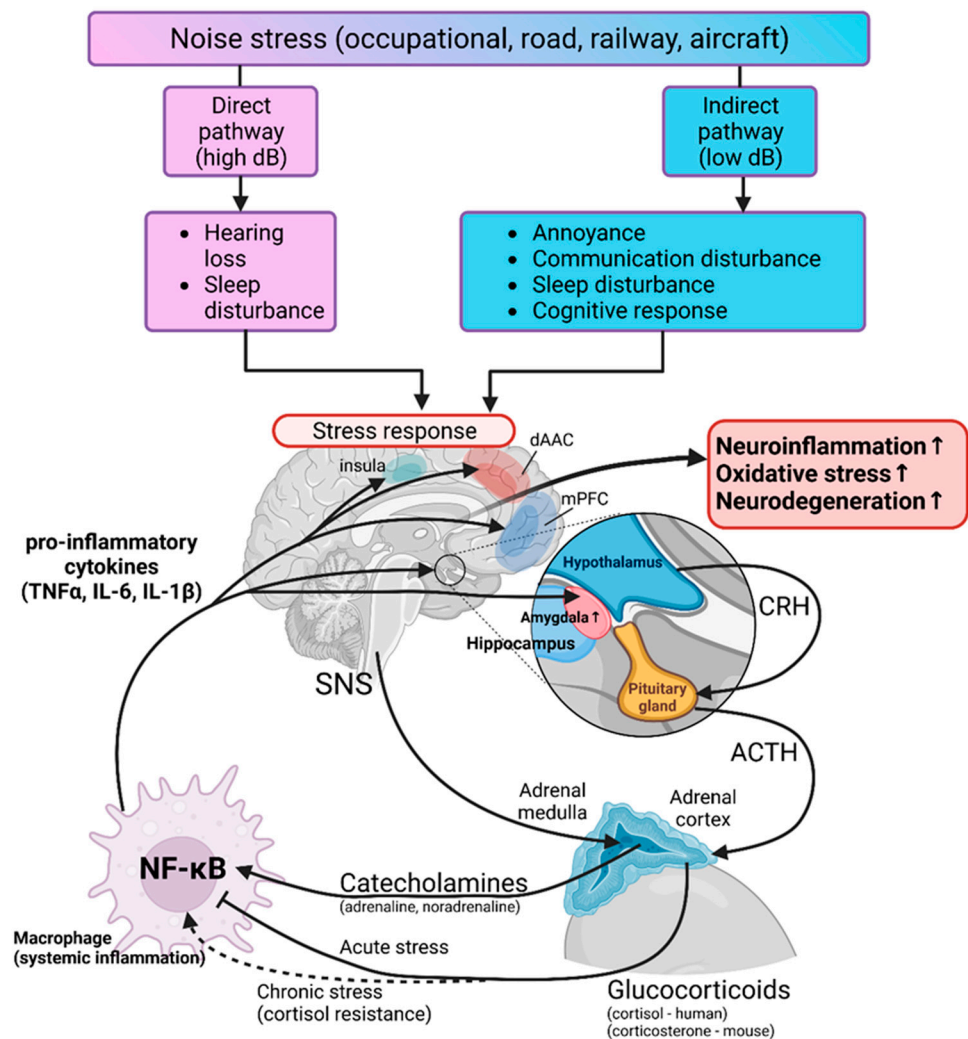 Noise stress (occupational, road, railway, aircraft)
Direct
pathway
(high dB)
Indirect
pathway
(low dB)
• Hearing
loss
• Sleep
disturbance
• Annoyance
• Communication disturbance
• Sleep disturbance
• Cognitive response
Stress response
insula
dAAC
mPFC
Neuroinflammation↑
Oxidative stress↑
Neurodegeneration↑
pro-inflammatory
cytokines
(TNFα, IL-6, IL-1β)
Hypothalamus
Amygdala↑
Hippocampus
Pituitary
gland
CRH
SNS
ACTH
Adrenal
medulla
Adrenal
cortex
NF-κB
Catecholamines
(adrenaline, noradrenaline)
Macrophage
(systemic inflammation)
Acute stress
Chronic stress
(cortisol resistance)
Glucocorticoids
(cortisol - human)
(corticosterone - mouse)